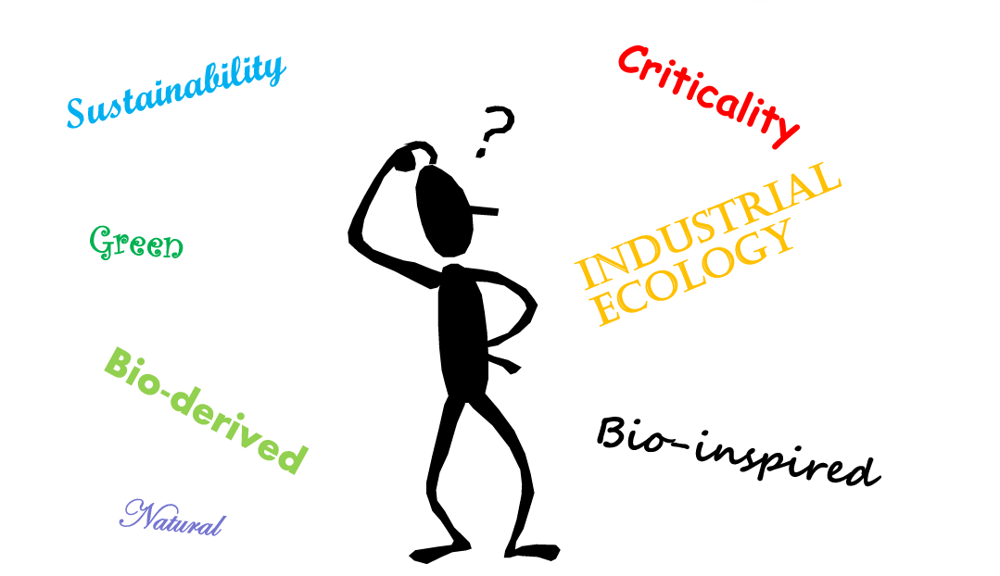 Sustainability
Criticality
?
INDUSTRIAL
ECOLOGY
Green
Bio-derived
Bio-inspired
Natural